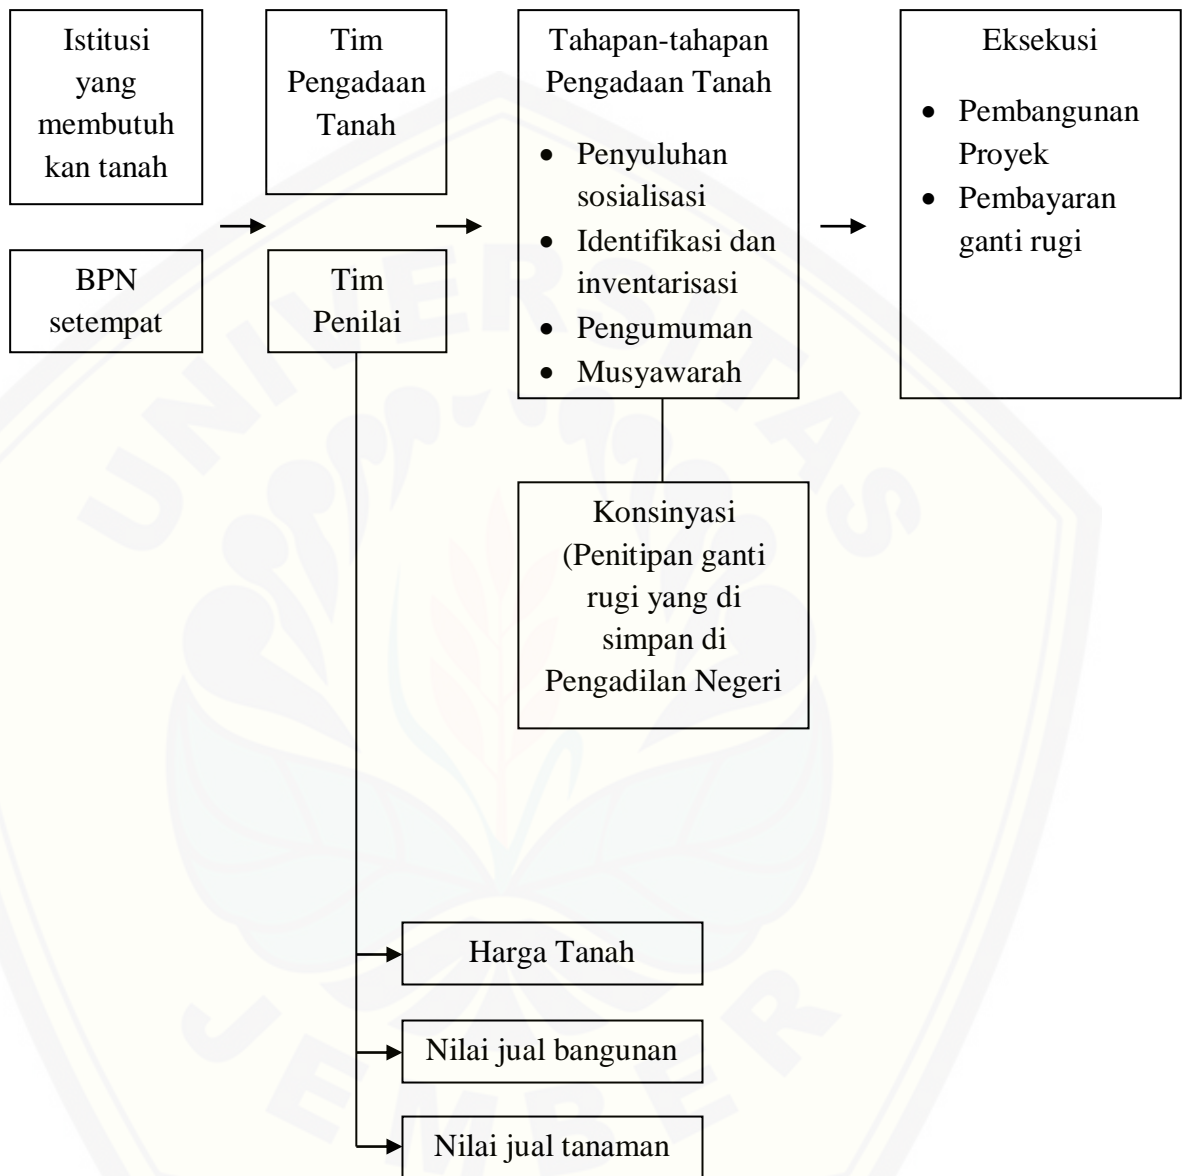 Istitusi
yang
membutuh
kan tanah
BPN
setempat
Tim
Pengadaan
Tanah
Tim
Penilai
Tahapan-tahapan
Pengadaan Tanah
• Penyuluhan
sosialisasi
• Identifikasi dan
inventarisasi
• Pengumuman
• Musyawarah
Eksekusi
• Pembangunan
Proyek
• Pembayaran
ganti rugi
Konsinyasi
(Penitipan ganti
rugi yang di
simpan di
Pengadilan Negeri
Harga Tanah
Nilai jual bangunan
Nilai jual tanaman
UNIVERSITAS
JEMBER